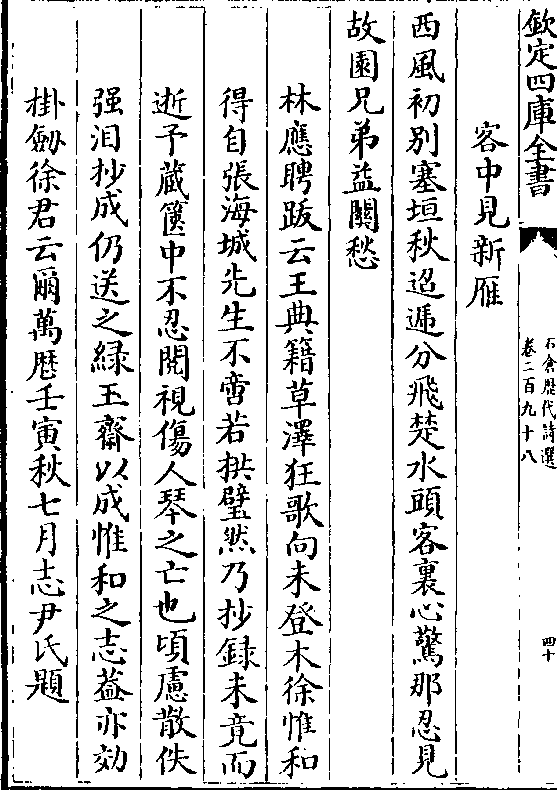 欽定四庫全書
石倉歷代詩選
卷二百九十八
四十
客中見新雁
西風初別塞垣秋迢遞分飛楚水頭客裏心驚那忍見
故園兄弟益關愁
林應聘跋云王典籍草澤狂歌向未登木徐惟和
得自張海城先生不啻若拱璧然乃抄録未竟而
逝予蔵篋中不忍閱視傷人琴之亡也頃慮散佚
强泪抄成仍送之緑玉齋以成惟和之志葢亦効
掛劔徐君云爾萬厯壬寅秋七月志尹氏題